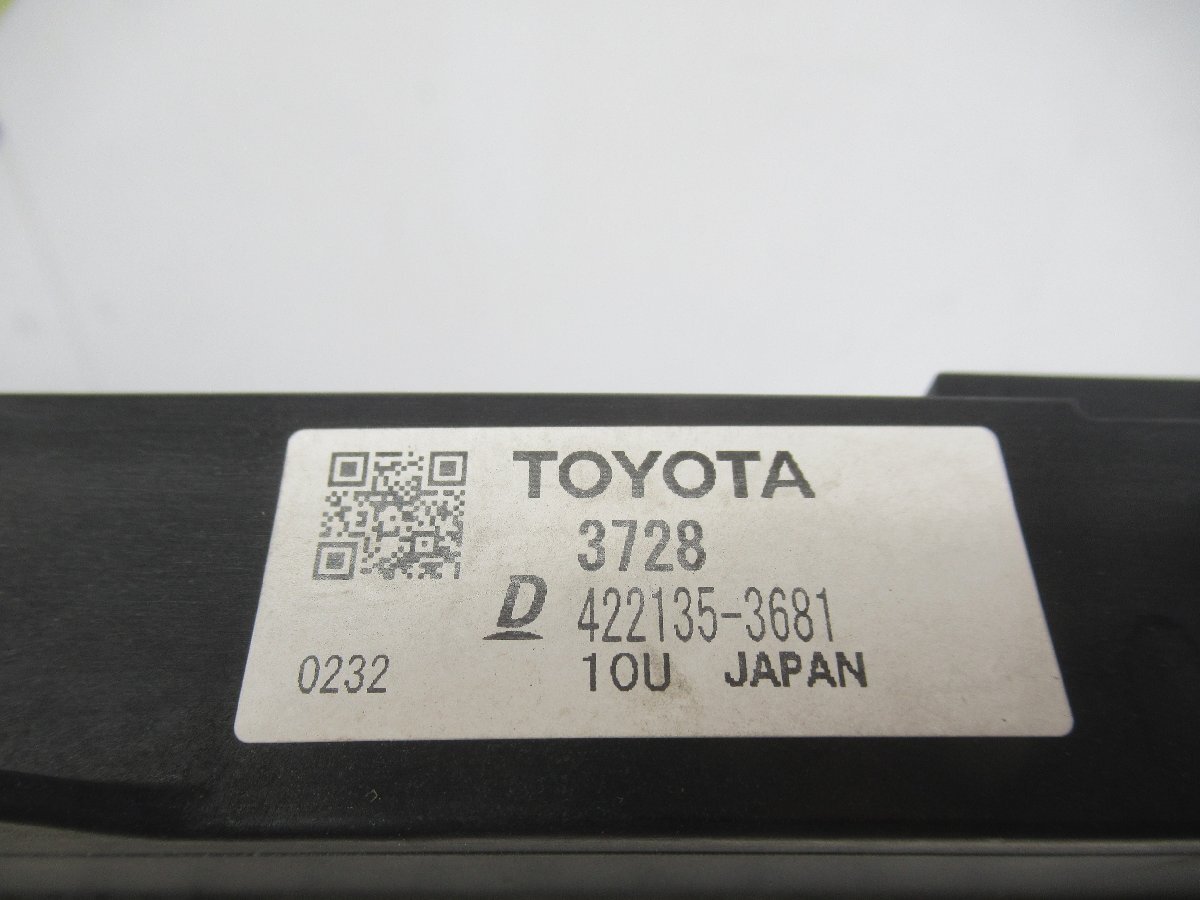 TOYOTA
3728
D 422135-3681
0232 10U JAPAN